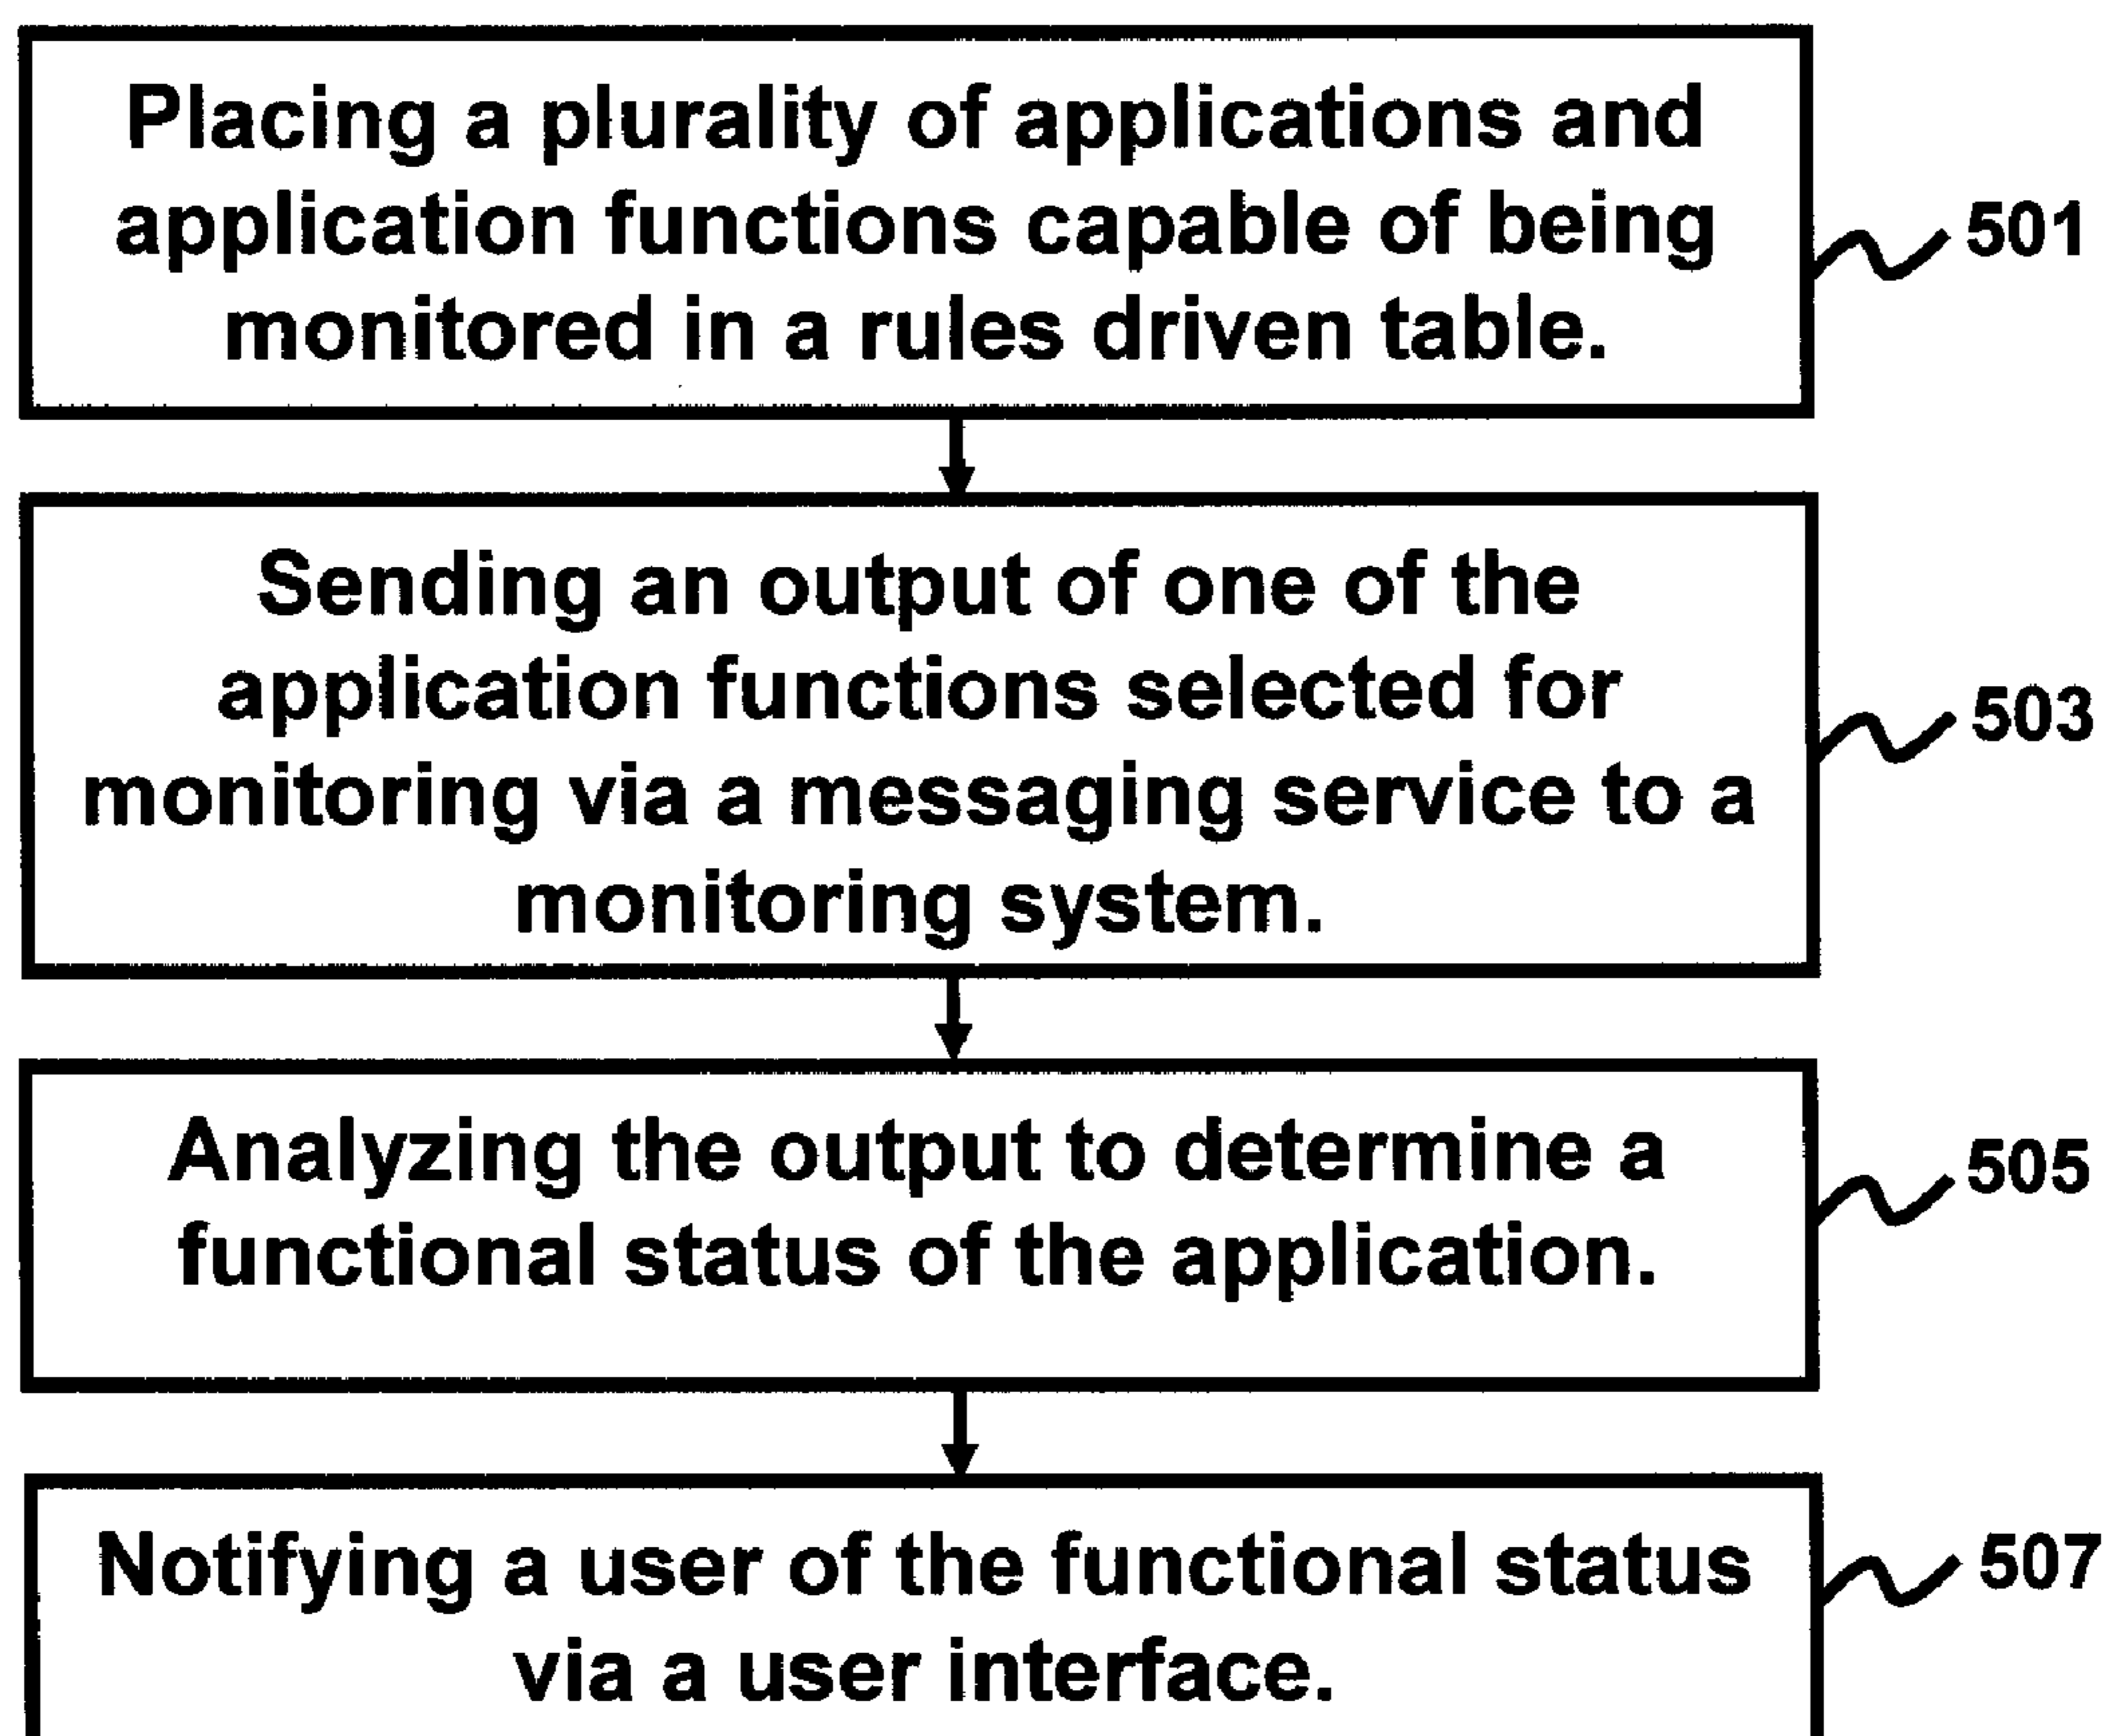 Placing a plurality of applications and
application functions capable of being
monitored in a rules driven table.
501
Sending an output of one of the
application functions selected for
monitoring via a messaging service to a
monitoring system.
503
Analyzing the output to determine a
functional status of the application.
505
Notifying a user of the functional status
via a user interface.
507